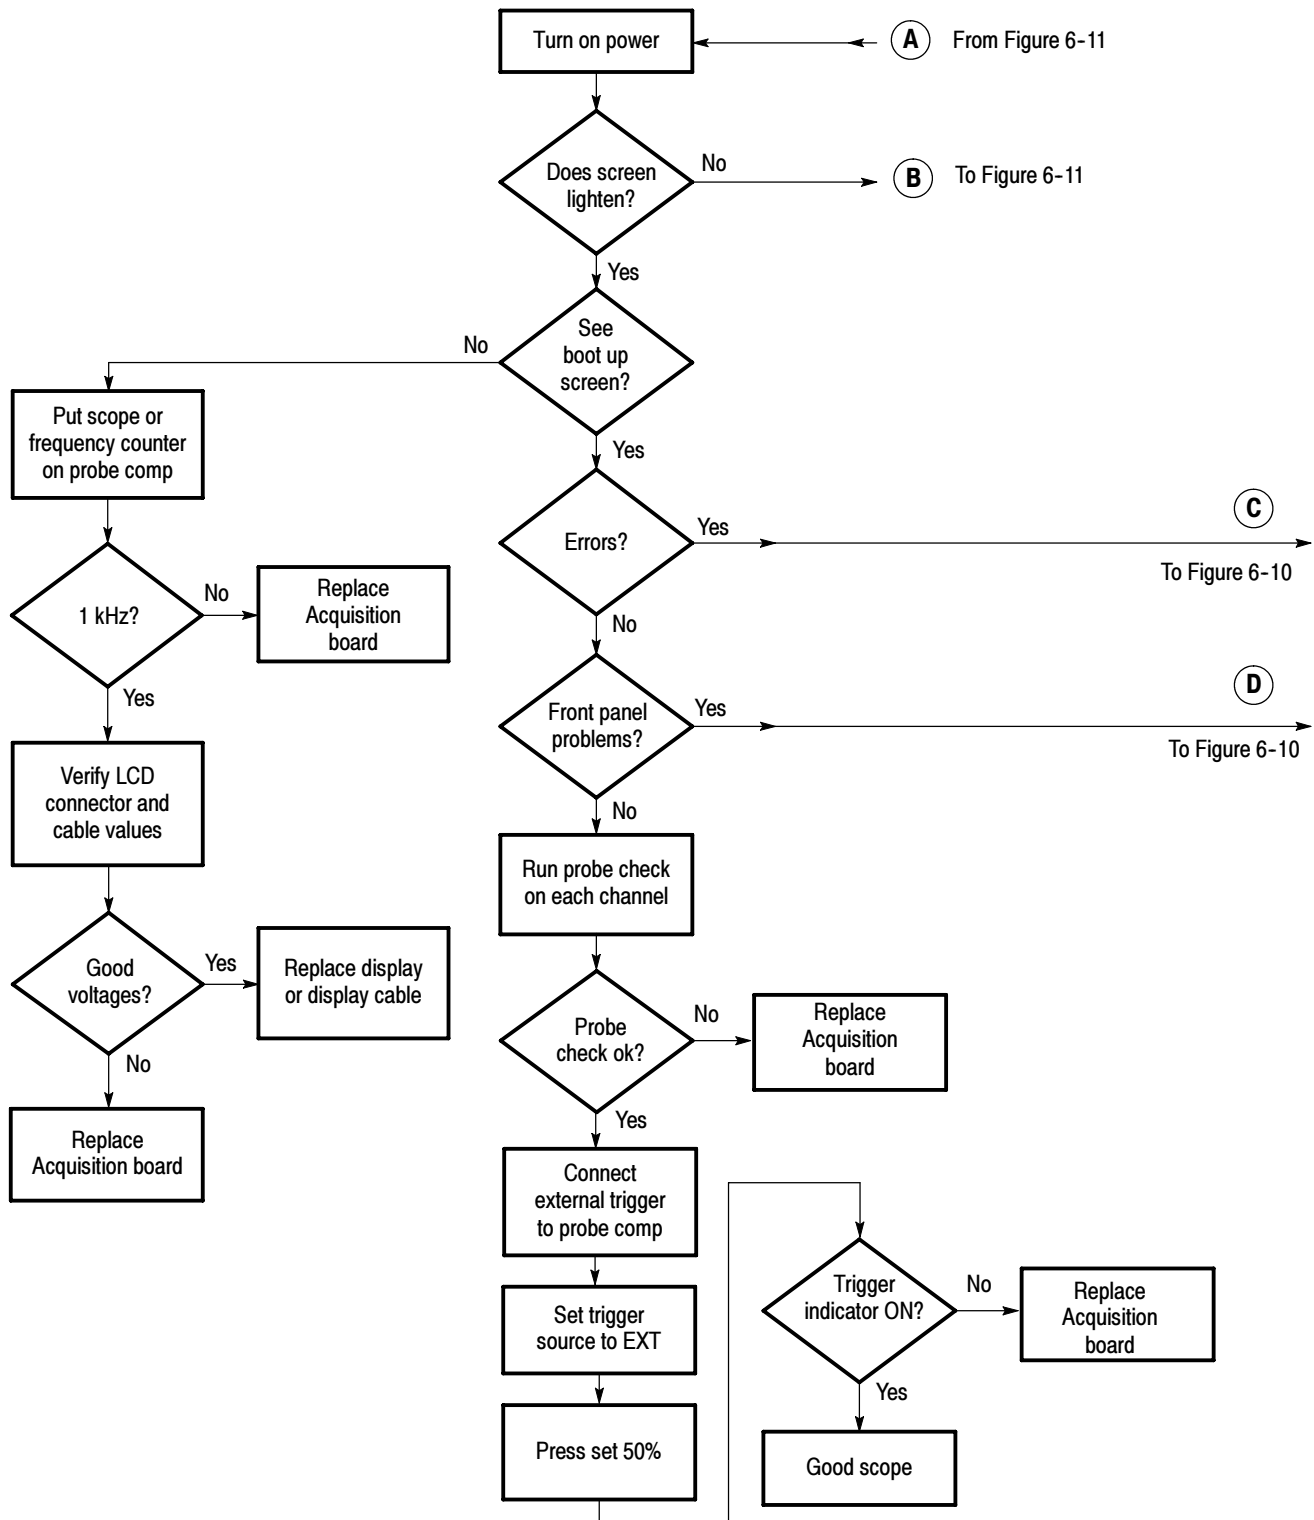 Turn on power
A From Figure 6-11
Does screen
lighten?
No
B To Figure 6-11
Yes
See
boot up
screen?
No
Yes
Put scope or
frequency counter
on probe comp
Errors?
Yes
C
To Figure 6-10
No
1 kHz?
No
Replace
Acquisition
board
Yes
Front panel
problems?
Yes
D
To Figure 6-10
No
Verify LCD
connector and
cable values
Run probe check
on each channel
Good
voltages?
Yes
Replace display
or display cable
No
Replace
Acquisition board
Probe
check ok?
No
Replace
Acquisition
board
Yes
Connect
external trigger
to probe comp
Set trigger
source to EXT
Press set 50%
Trigger
indicator ON?
No
Replace
Acquisition
board
Yes
Good scope